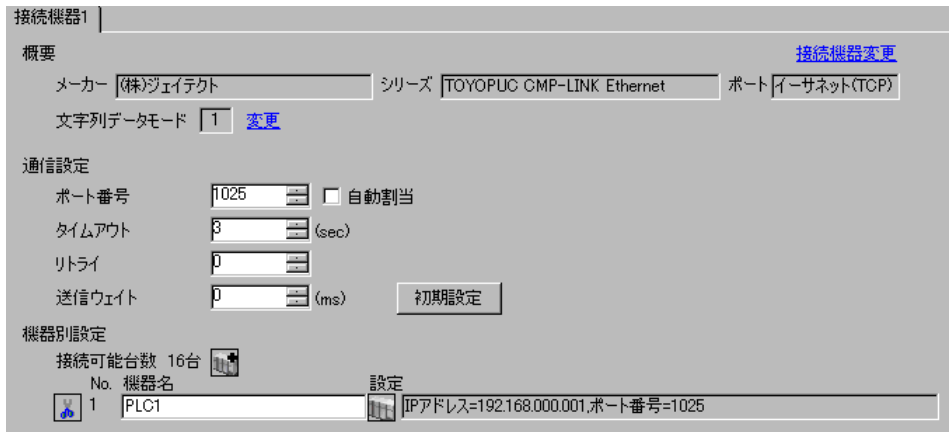 接続機器1
概要 接続機器変更
メーカー (株)ジェイテクト シリーズ TOYOPUC CMP-LINK Ethernet ポート イーサネット(TCP)
文字列データモード 1 変更
通信設定
ポート番号 1025 自動割当
タイムアウト 3 (sec)
リトライ 0
送信ウェイト 0 (ms) 初期設定
機器別設定
接続可能台数 16台
No. 機器名 設定
1 PLC1 IPアドレス=192.168.000.001,ポート番号=1025